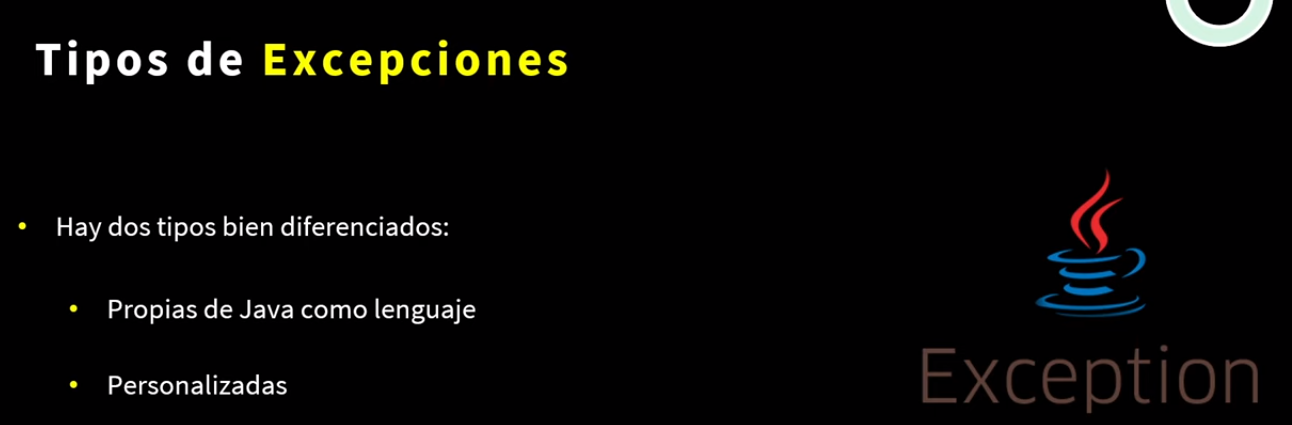 Tipos de Excepciones
Hay dos tipos bien diferenciados:
Propias de Java como lenguaje
Personalizadas
Exception